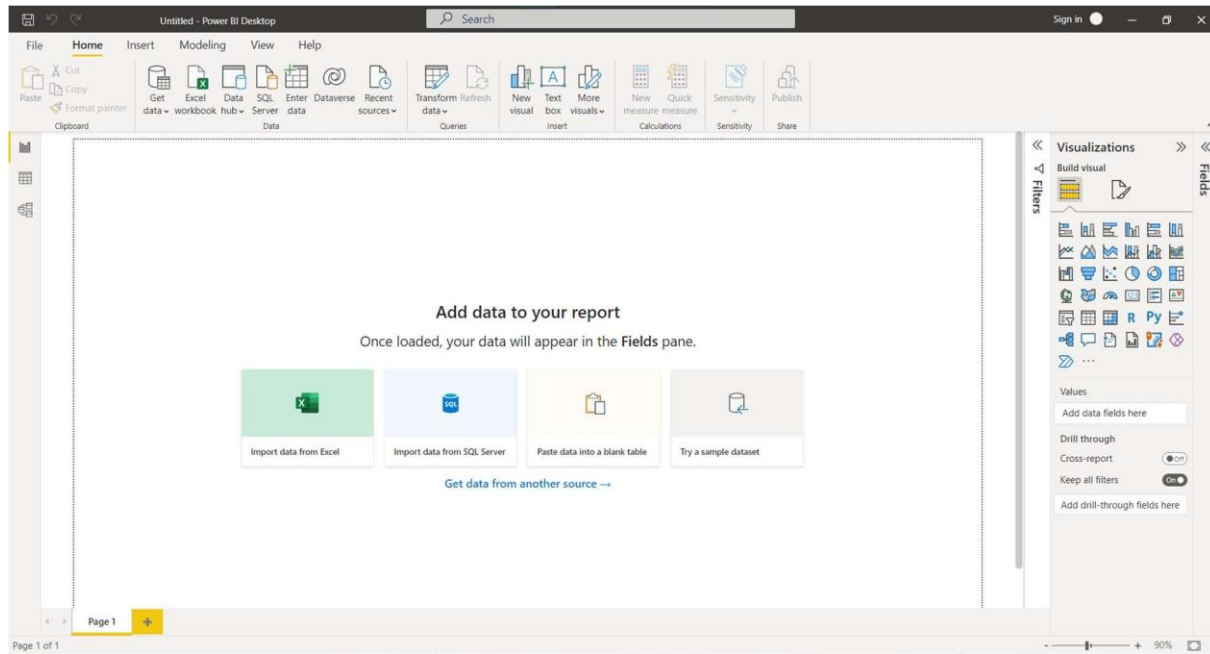 Untitled - Power BI Desktop
Search
Sign in
File Home Insert Modeling View Help
Paste
Cut
Copy
Format painter
Clipboard
Get data
Excel workbook
Data hub
SQL Server
Enter data
Dataverse
Recent sources
Data
Transform data
Refresh
Queries
New visual
Text box
More visuals
Insert
New measure
Quick measure
Calculations
Sensitivity
Sensitivity
Publish
Share
Filters
Visualizations
Build visual
Fields
R Py
123
Values
Add data fields here
Drill through
Cross-report
Off
Keep all filters
On
Add drill-through fields here
Add data to your report
Once loaded, your data will appear in the Fields pane.
X
SQL
Import data from Excel
Import data from SQL Server
Paste data into a blank table
Try a sample dataset
Get data from another source →
Page 1
+
Page 1 of 1
- + 90%